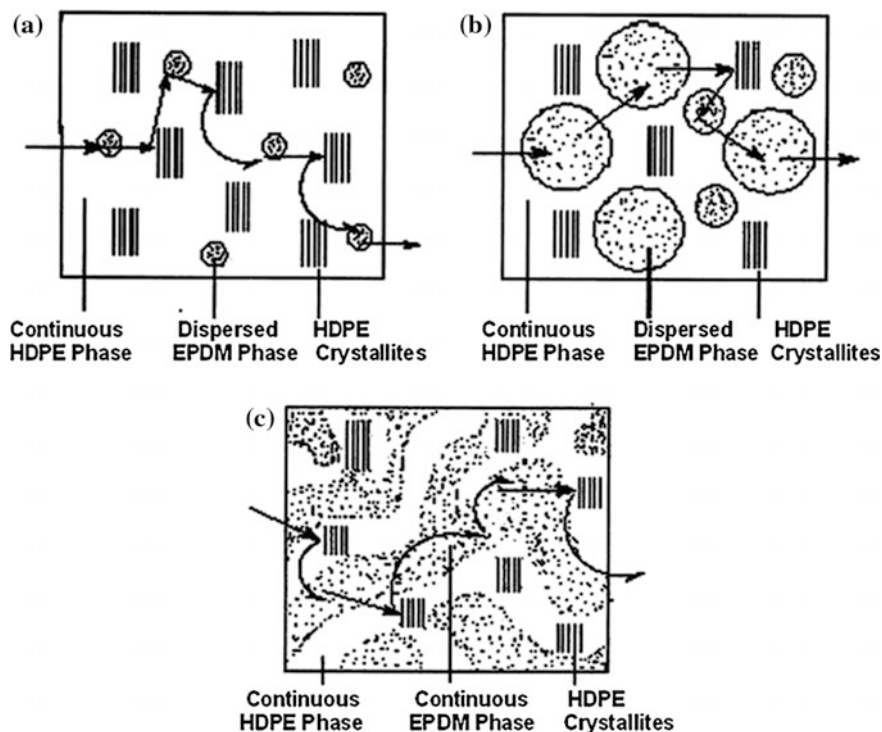 (a)
Continuous
HDPE Phase
Dispersed
EPDM Phase
HDPE
Crystallites
(b)
Continuous
HDPE Phase
Dispersed
EPDM Phase
HDPE
Crystallites
(c)
Continuous
HDPE Phase
Continuous
EPDM Phase
HDPE
Crystallites